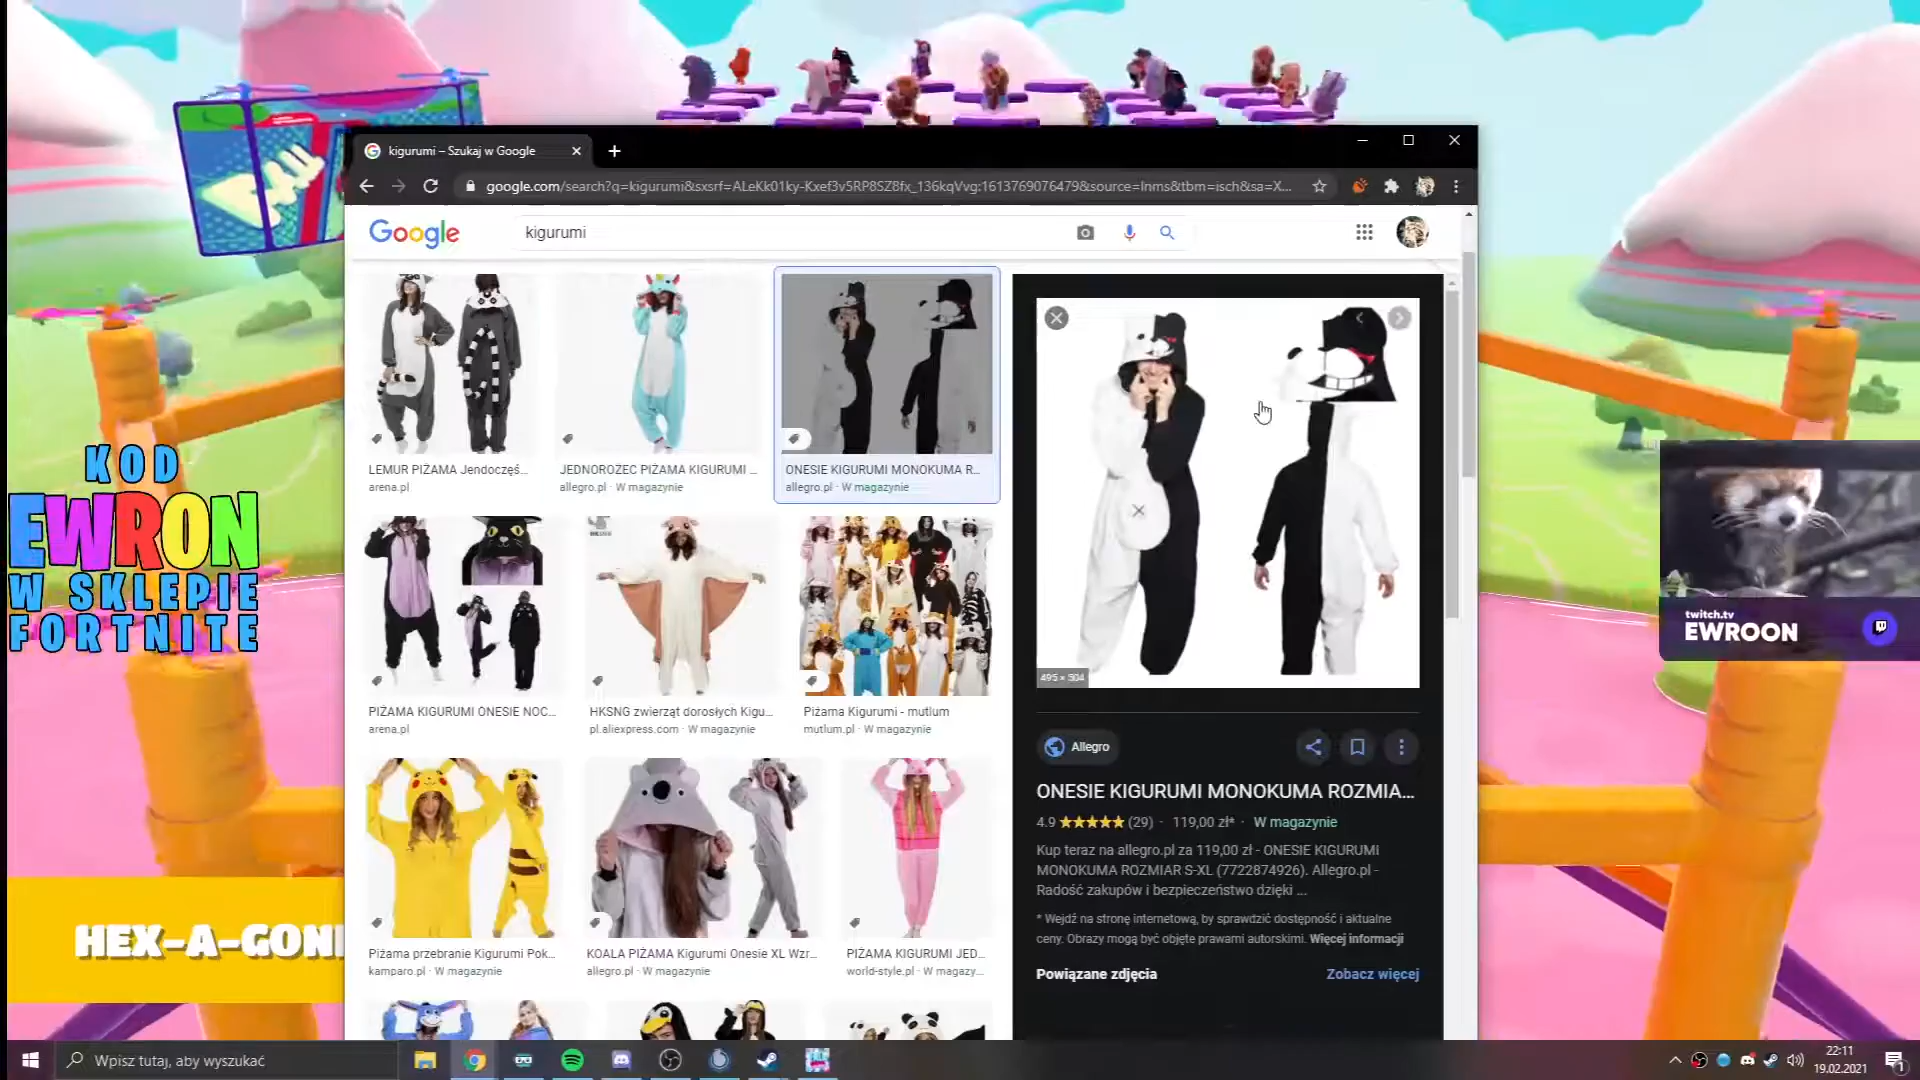 kigurumi – Szukaj w Google
google.com/search?q=kigurumi&sxsrf=ALeKk01ky-Kxef3v5RP8SZ8fx_136kqVvg:1613769076479&source=lnms&tbm=isch&sa=X...
Google
kigurumi
LEMUR PIŻAMA Jendoczęś...
arena.pl
JEDNOROŻEC PIŻAMA KIGURUMI ...
allegro.pl · W magazynie
ONESIE KIGURUMI MONOKUMA R...
allegro.pl · W magazynie
495 × 504
PIŻAMA KIGURUMI ONESIE NOC...
arena.pl
HKSNG zwierząt dorosłych Kigu...
pl.aliexpress.com · W magazynie
Piżama Kigurumi - mutlum
mutlum.pl · W magazynie
Allegro
ONESIE KIGURUMI MONOKUMA ROZMIA...
4.9 ★★★★★ (29) · 119,00 zł* · W magazynie
Kup teraz na allegro.pl za 119,00 zł - ONESIE KIGURUMI
MONOKUMA ROZMIAR S-XL (7722874926). Allegro.pl -
Radość zakupów i bezpieczeństwo dzięki ...
* Wejdź na stronę internetową, by sprawdzić dostępność i aktualne
ceny. Obrazy mogą być objęte prawami autorskimi. Więcej informacji
Powiązane zdjęcia
Zobacz więcej
Piżama przebranie Kigurumi Pok...
kamparo.pl · W magazynie
KOALA PIŻAMA Kigurumi Onesie XL Wzr...
allegro.pl · W magazynie
PIŻAMA KIGURUMI JED...
world-style.pl · W magazy...
KOD
EWRON
W SKLEPIE
FORTNITE
HEX-A-GON
twitch.tv
EWROON
Wpisz tutaj, aby wyszukać
22:11
19.02.2021
1